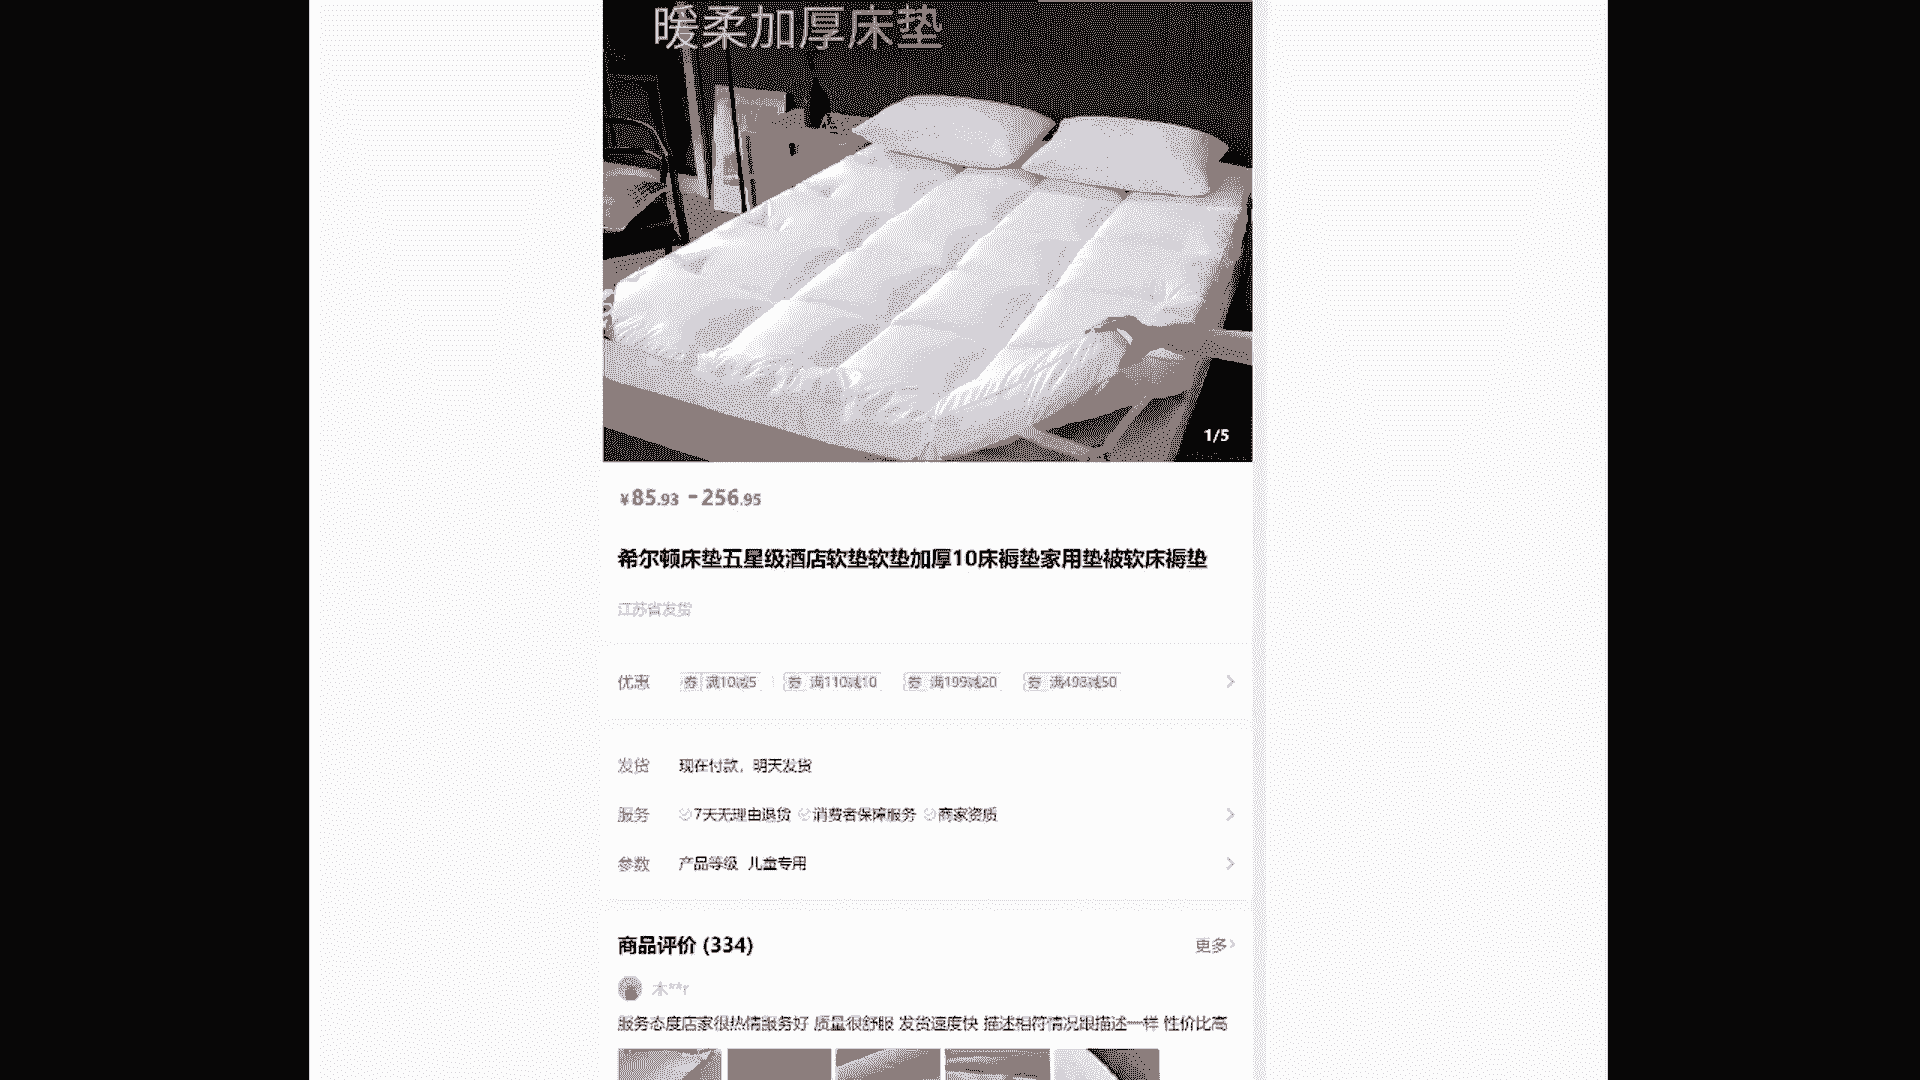 暖柔加厚床垫
1/5
¥85.93 -256.95
希尔顿床垫五星级酒店软垫软垫加厚10床褥垫家用垫被软床褥垫
江苏省发货
优惠 券 满10减5 券 满110减10 券 满199减20 券 满498减50
发货 现在付款，明天发货
服务 7天无理由退货 消费者保障服务 商家资质
参数 产品等级 儿童专用
商品评价 (334) 更多
木**r
服务态度店家很热情服务好 质量很舒服 发货速度快 描述相符情况跟描述一样 性价比高